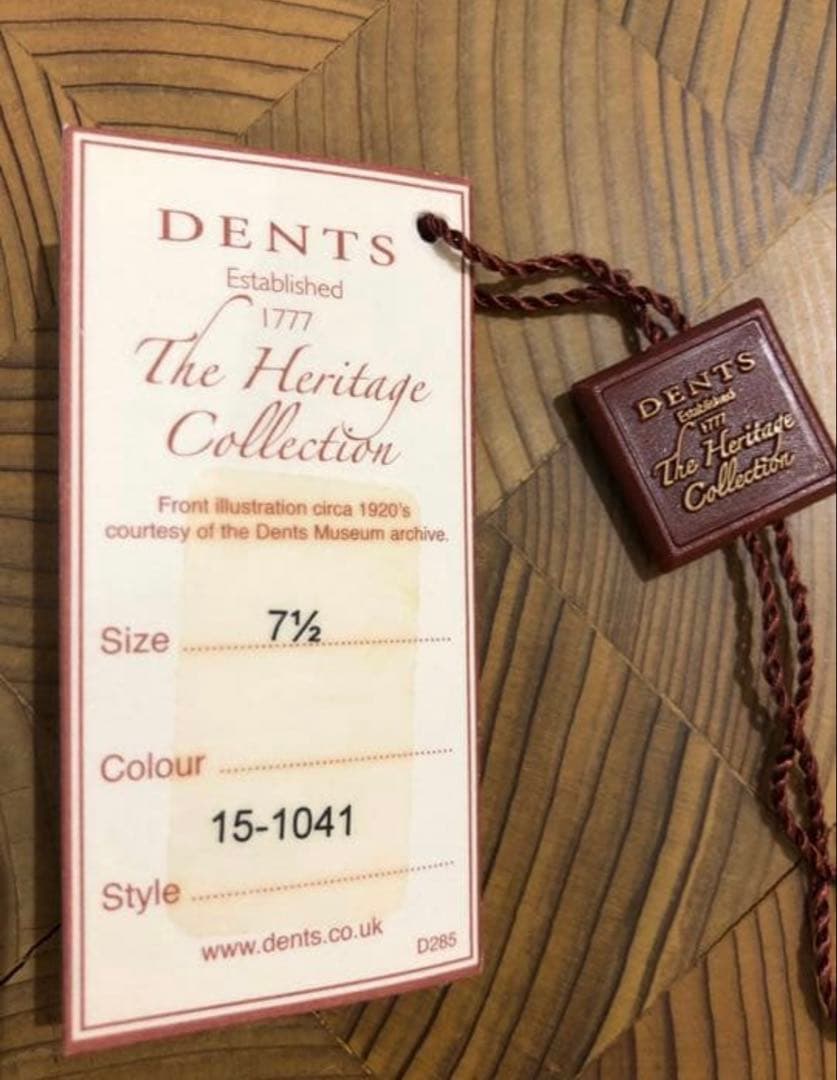 DENTS
Established
1777
The Heritage
Collection
Front illustration circa 1920's
courtesy of the Dents Museum archive.
Size 7½
Colour
15-1041
Style
www.dents.co.uk
D285
DENTS
Established
1777
The Heritage
Collection